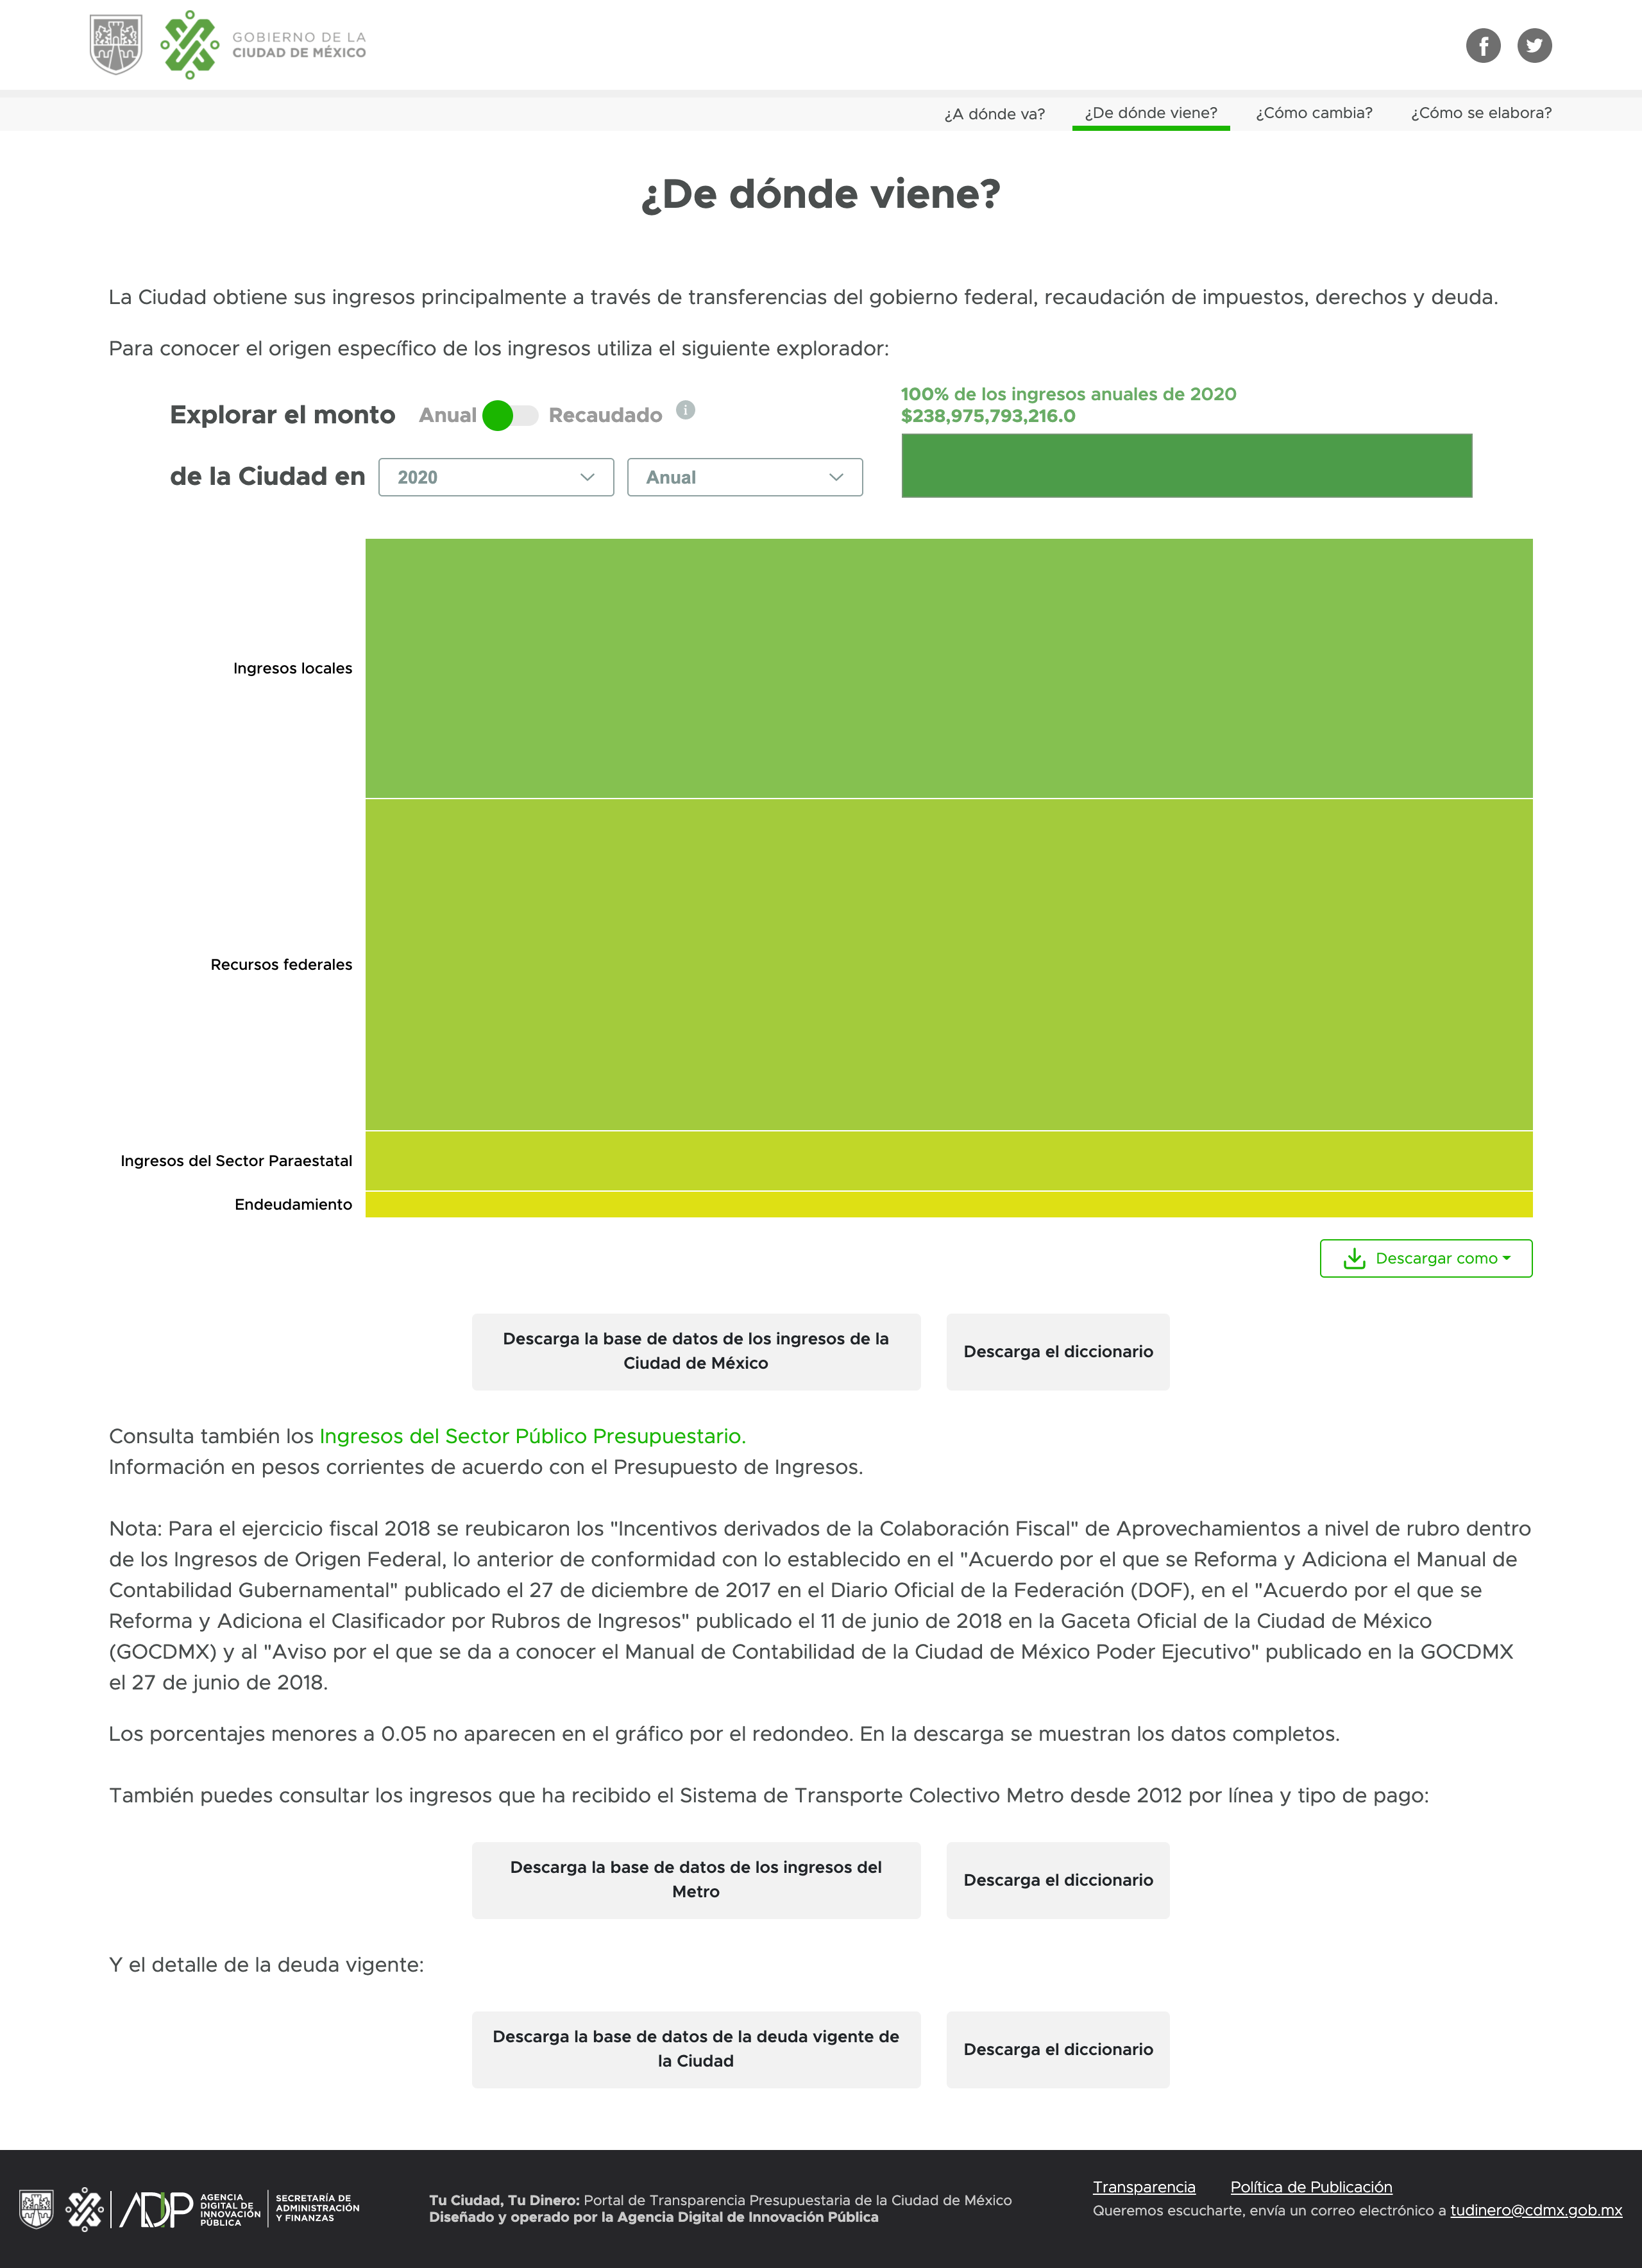 GOBIERNO DE LA
CIUDAD DE MÉXICO
¿A dónde va?
¿De dónde viene?
¿Cómo cambia?
¿Cómo se elabora?
¿De dónde viene?
La Ciudad obtiene sus ingresos principalmente a través de transferencias del gobierno federal, recaudación de impuestos, derechos y deuda.
Para conocer el origen específico de los ingresos utiliza el siguiente explorador:
Explorar el monto Anual Recaudado i
de la Ciudad en 2020 Anual
100% de los ingresos anuales de 2020
$238,975,793,216.0
Ingresos locales
Recursos federales
Ingresos del Sector Paraestatal
Endeudamiento
Descargar como
Descarga la base de datos de los ingresos de la
Ciudad de México
Descarga el diccionario
Consulta también los Ingresos del Sector Público Presupuestario.
Información en pesos corrientes de acuerdo con el Presupuesto de Ingresos.
Nota: Para el ejercicio fiscal 2018 se reubicaron los "Incentivos derivados de la Colaboración Fiscal" de Aprovechamientos a nivel de rubro dentro
de los Ingresos de Origen Federal, lo anterior de conformidad con lo establecido en el "Acuerdo por el que se Reforma y Adiciona el Manual de
Contabilidad Gubernamental" publicado el 27 de diciembre de 2017 en el Diario Oficial de la Federación (DOF), en el "Acuerdo por el que se
Reforma y Adiciona el Clasificador por Rubros de Ingresos" publicado el 11 de junio de 2018 en la Gaceta Oficial de la Ciudad de México
(GOCDMX) y al "Aviso por el que se da a conocer el Manual de Contabilidad de la Ciudad de México Poder Ejecutivo" publicado en la GOCDMX
el 27 de junio de 2018.
Los porcentajes menores a 0.05 no aparecen en el gráfico por el redondeo. En la descarga se muestran los datos completos.
También puedes consultar los ingresos que ha recibido el Sistema de Transporte Colectivo Metro desde 2012 por línea y tipo de pago:
Descarga la base de datos de los ingresos del
Metro
Descarga el diccionario
Y el detalle de la deuda vigente:
Descarga la base de datos de la deuda vigente de
la Ciudad
Descarga el diccionario
ADIP
AGENCIA
DIGITAL DE
INNOVACIÓN
PÚBLICA
SECRETARÍA DE
ADMINISTRACIÓN
Y FINANZAS
Tu Ciudad, Tu Dinero: Portal de Transparencia Presupuestaria de la Ciudad de México
Diseñado y operado por la Agencia Digital de Innovación Pública
Transparencia
Política de Publicación
Queremos escucharte, envía un correo electrónico a tudinero@cdmx.gob.mx